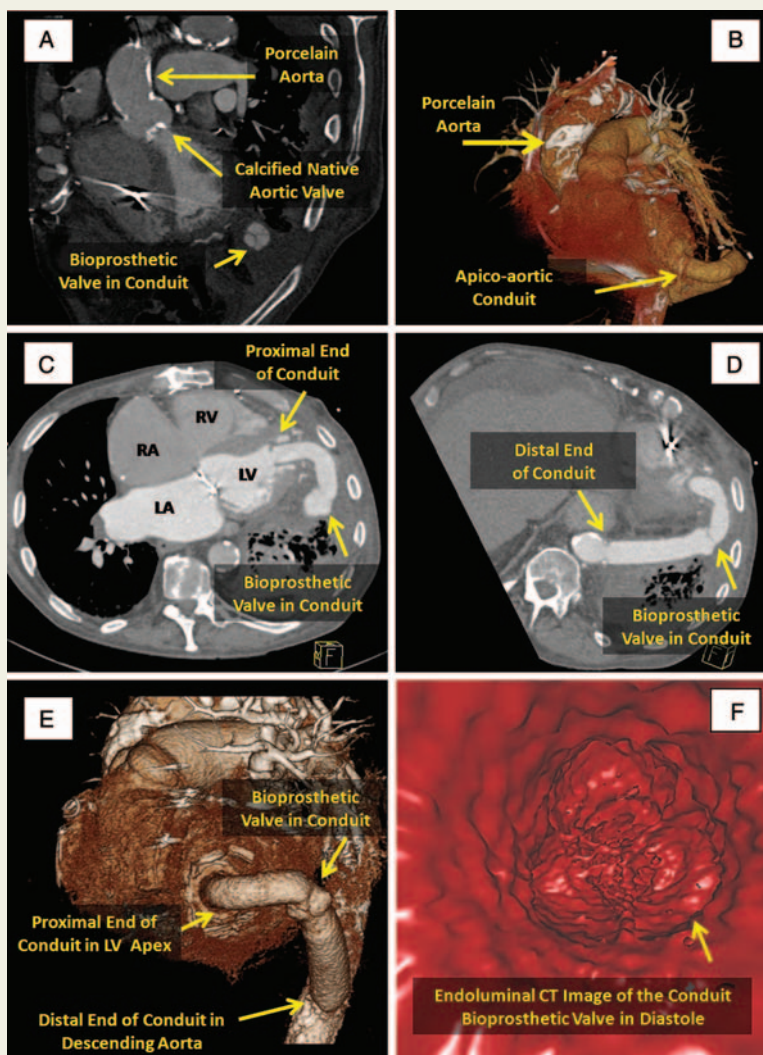 A
Porcelain
Aorta
Calcified Native
Aortic Valve
Bioprosthetic
Valve in Conduit
B
Porcelain
Aorta
Apico-aortic
Conduit
C
Proximal End
of Conduit
RV
RA
LV
LA
Bioprosthetic
Valve in Conduit
F
D
Distal End
of Conduit
Bioprosthetic
Valve in Conduit
F
E
Bioprosthetic
Valve in Conduit
Proximal End of
Conduit in LV Apex
Distal End of Conduit in
Descending Aorta
F
Endoluminal CT Image of the Conduit
Bioprosthetic Valve in Diastole